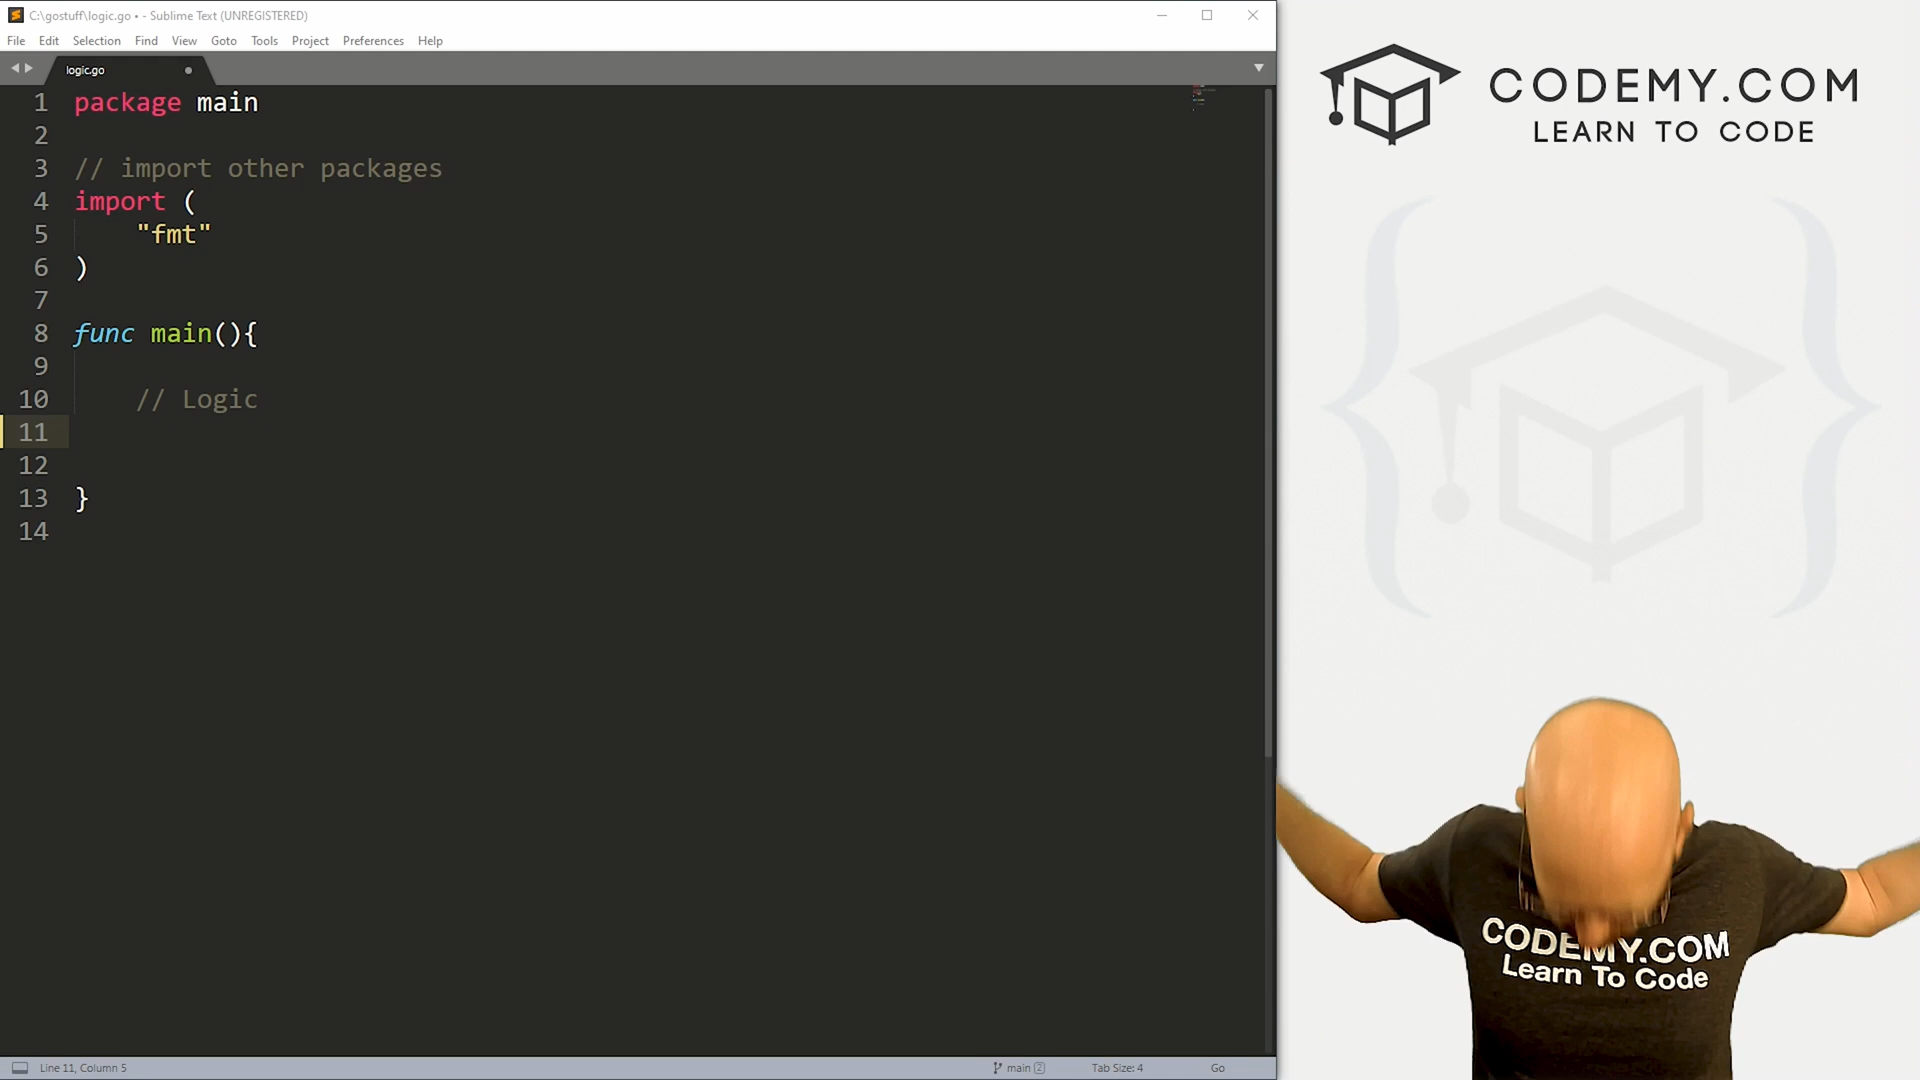 C:\gostuff\logic.go • - Sublime Text (UNREGISTERED)
File Edit Selection Find View Goto Tools Project Preferences Help
logic.go
1 package main
2
3 // import other packages
4 import (
5 "fmt"
6 )
7
8 func main(){
9
10 // Logic
11
12
13 }
14
Line 11, Column 5
main 2
Tab Size: 4
Go
CODEMY.COM
LEARN TO CODE
CODEMY.COM
Learn To Code